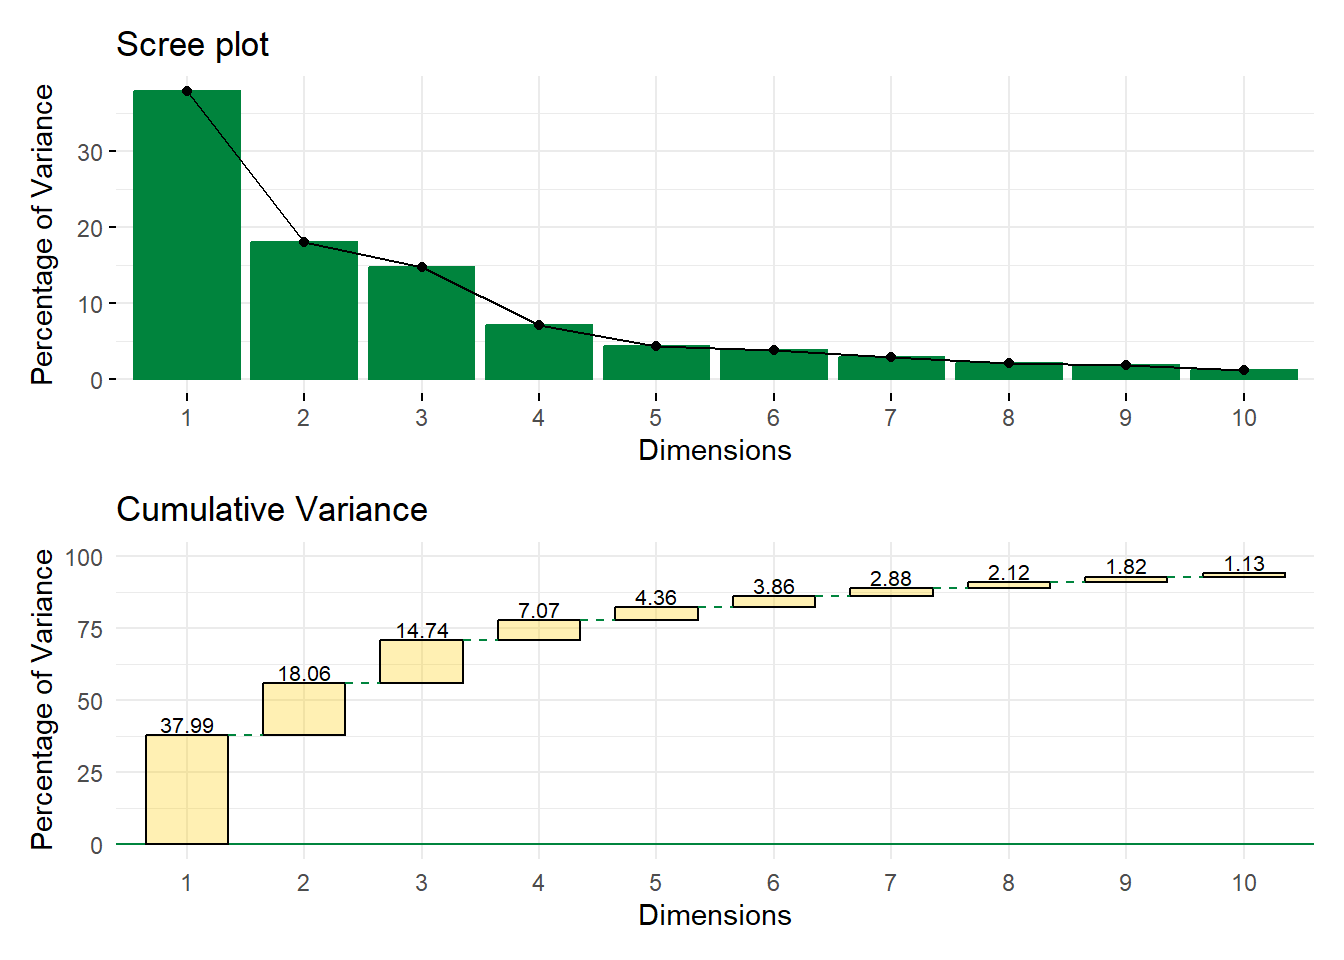 Scree plot
Percentage of Variance
30
20
10
0
1 2 3 4 5 6 7 8 9 10
Dimensions
Cumulative Variance
Percentage of Variance
100
75
50
25
0
37.99 18.06 14.74 7.07 4.36 3.86 2.88 2.12 1.82 1.13
1 2 3 4 5 6 7 8 9 10
Dimensions